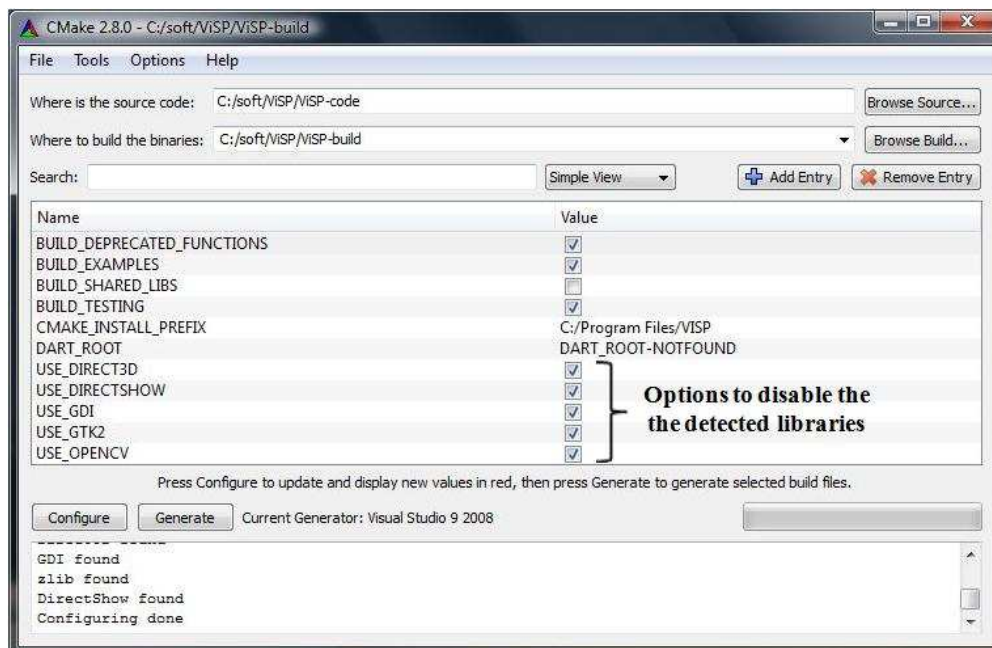 CMake 2.8.0 - C:/soft/ViSP/ViSP-build
File Tools Options Help
Where is the source code: C:/soft/ViSP/ViSP-code Browse Source...
Where to build the binaries: C:/soft/ViSP/ViSP-build Browse Build...
Search: Simple View Add Entry Remove Entry
Name Value
BUILD_DEPRECATED_FUNCTIONS
BUILD_EXAMPLES
BUILD_SHARED_LIBS
BUILD_TESTING
CMAKE_INSTALL_PREFIX C:/Program Files/VISP
DART_ROOT DART_ROOT-NOTFOUND
USE_DIRECT3D
USE_DIRECTSHOW
USE_GDI
USE_GTK2
USE_OPENCV
Options to disable the
the detected libraries
Press Configure to update and display new values in red, then press Generate to generate selected build files.
Configure Generate Current Generator: Visual Studio 9 2008
GDI found
zlib found
DirectShow found
Configuring done